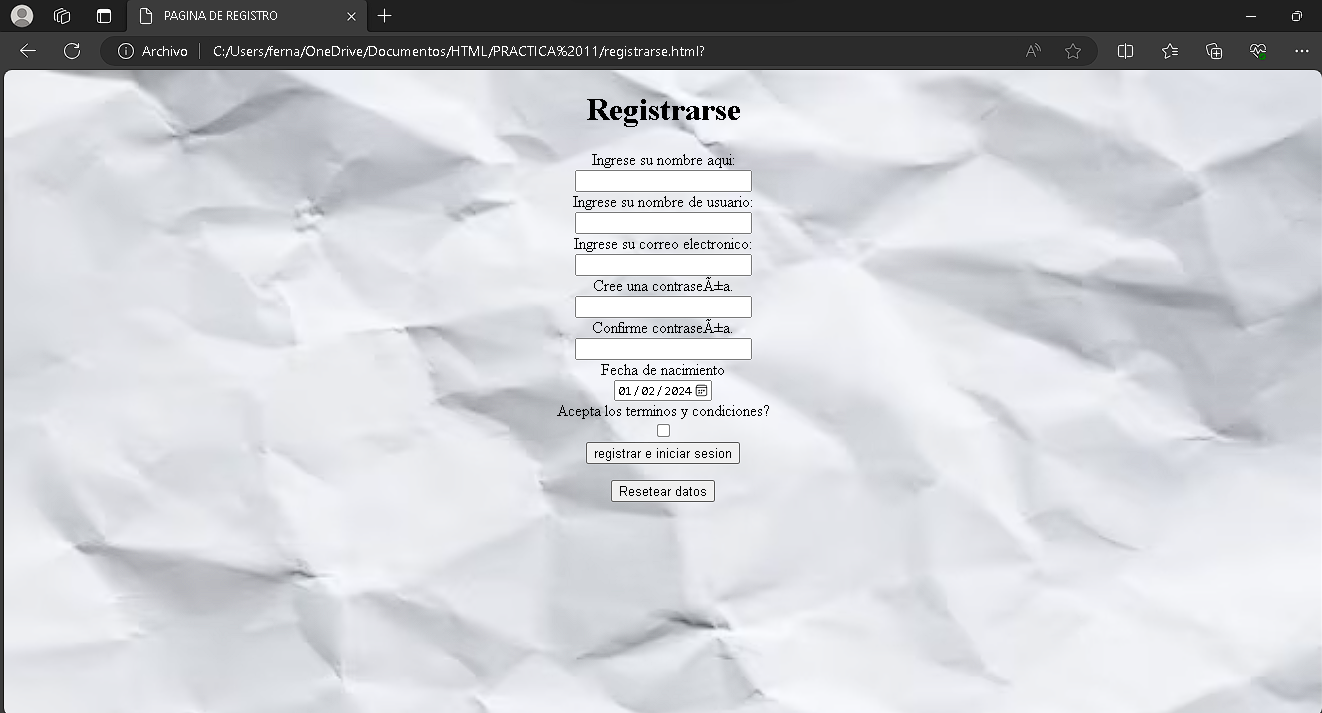 PAGINA DE REGISTRO
Archivo
C:/Users/ferna/OneDrive/Documentos/HTML/PRACTICA%2011/registrarse.html?
Registrarse
Ingrese su nombre aqui:
Ingrese su nombre de usuario:
Ingrese su correo electronico:
Cree una contraseÃ±a.
Confirme contraseÃ±a.
Fecha de nacimiento
01/02/2024
Acepta los terminos y condiciones?
registrar e iniciar sesion
Resetear datos